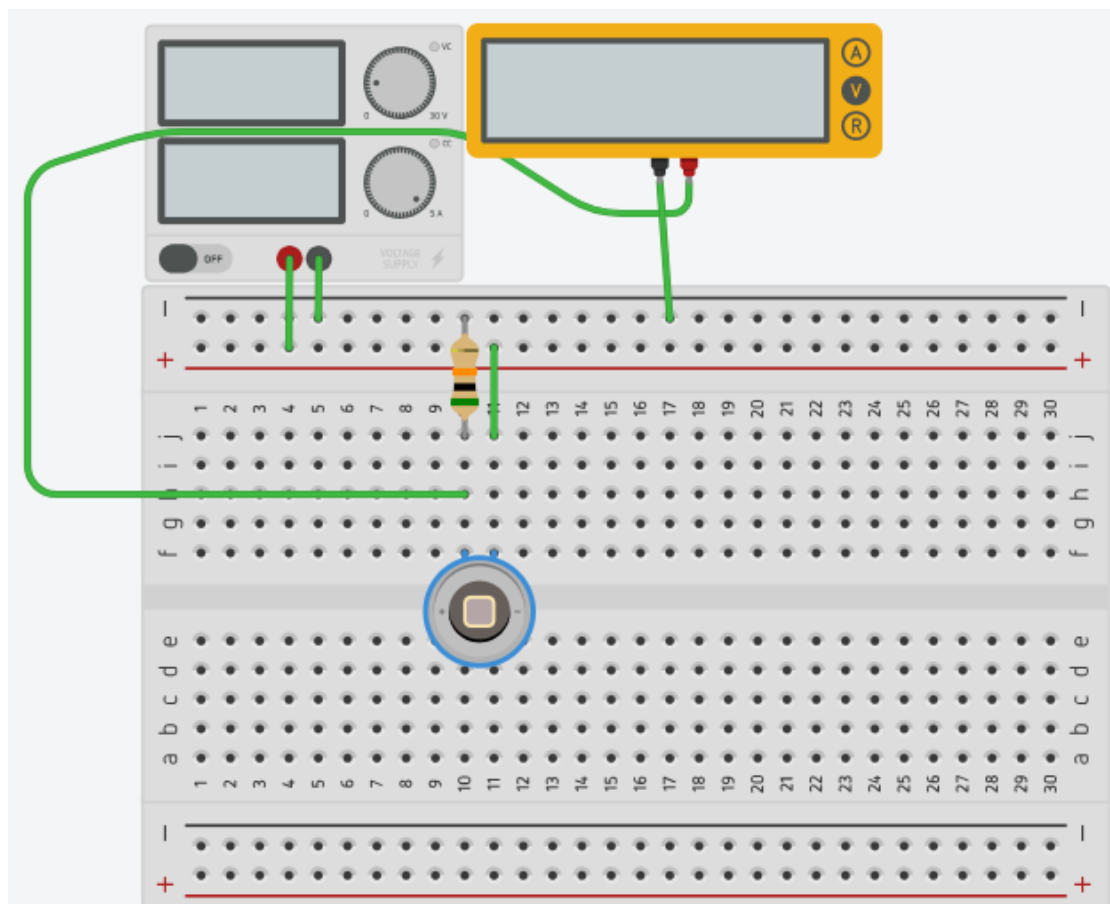 VC
0 30 V
CC
0 5 A
OFF
VOLTAGE
SUPPLY
A
V
R
− −
+ +
1 2 3 4 5 6 7 8 9 10 11 12 13 14 15 16 17 18 19 20 21 22 23 24 25 26 27 28 29 30
j j
i i
h h
g g
f f
+ −
e e
d d
c c
b b
a a
1 2 3 4 5 6 7 8 9 10 11 12 13 14 15 16 17 18 19 20 21 22 23 24 25 26 27 28 29 30
− −
+ +